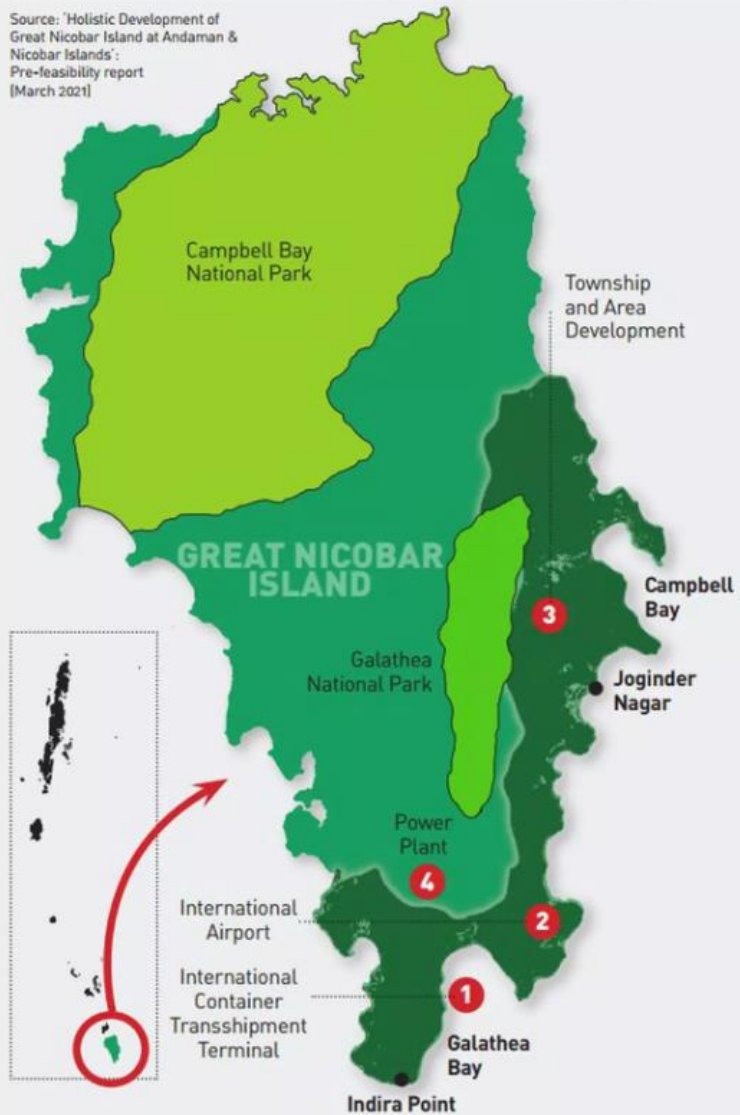 Source: 'Holistic Development of
Great Nicobar Island at Andaman &
Nicobar Islands':
Pre-feasibility report
(March 2021)
Campbell Bay
National Park
Township
and Area
Development
GREAT NICOBAR
ISLAND
Campbell
Bay
3
Galathea
National Park
Joginder
Nagar
Power
Plant
4
International
Airport
2
International
Container
Transshipment
Terminal
1
Galathea
Bay
Indira Point